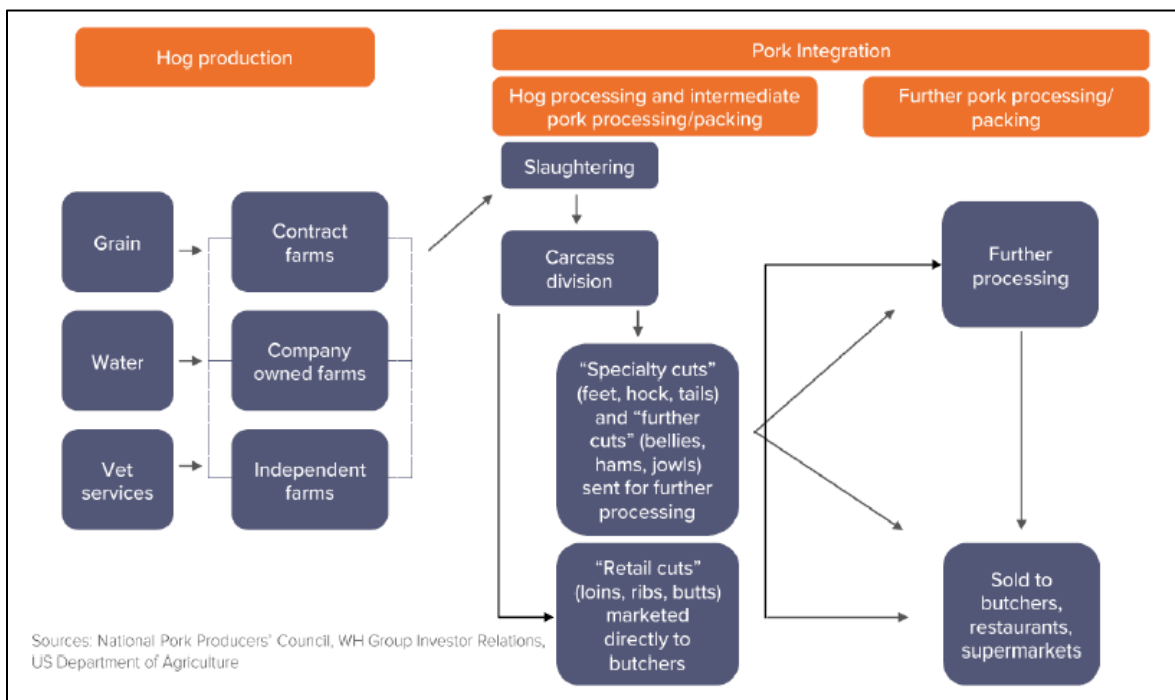 Hog production
Pork Integration
Hog processing and intermediate
pork processing/packing
Further pork processing/
packing
Slaughtering
Grain
Contract
farms
Carcass
division
Further
processing
Water
Company
owned farms
"Specialty cuts"
(feet, hock, tails)
and "further
cuts" (bellies,
hams, jowls)
sent for further
processing
Vet
services
Independent
farms
"Retail cuts"
(loins, ribs, butts)
marketed
directly to
butchers
Sold to
butchers,
restaurants,
supermarkets
Sources: National Pork Producers' Council, WH Group Investor Relations,
US Department of Agriculture